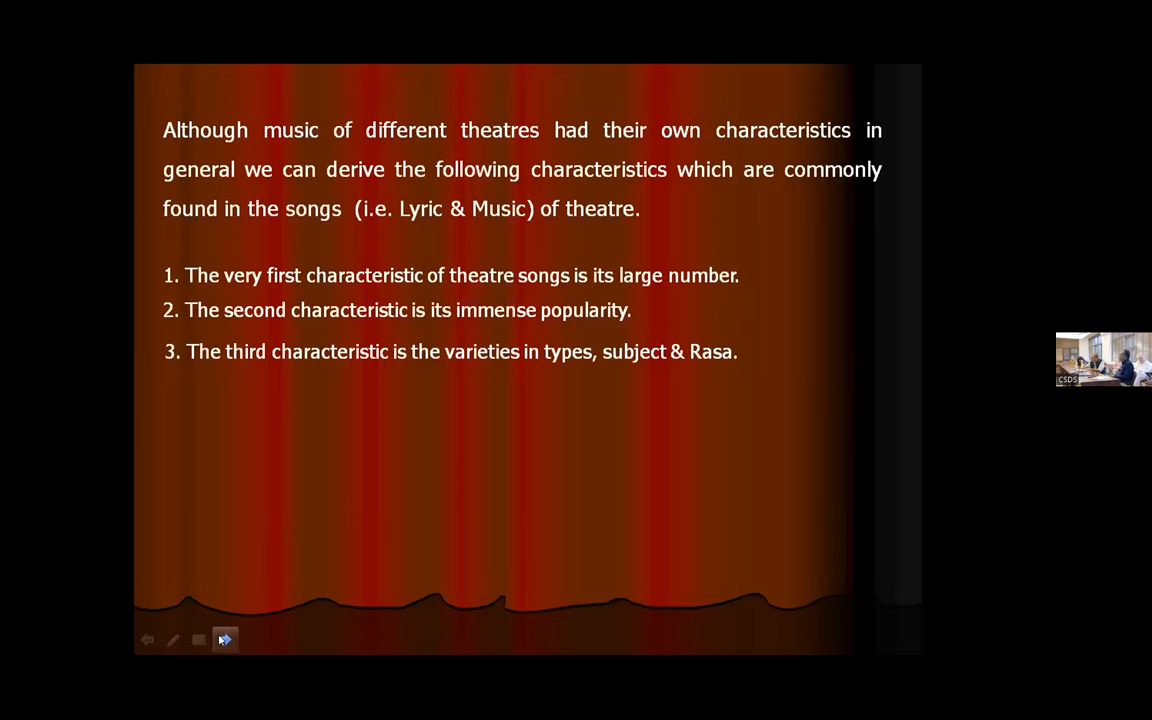 Although music of different theatres had their own characteristics in
general we can derive the following characteristics which are commonly
found in the songs (i.e. Lyric & Music) of theatre.
1. The very first characteristic of theatre songs is its large number.
2. The second characteristic is its immense popularity.
3. The third characteristic is the varieties in types, subject & Rasa.
CSDS